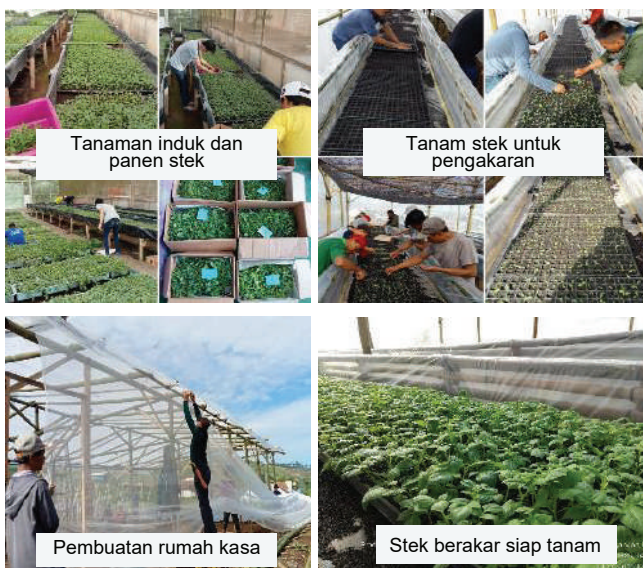 Tanaman induk dan
panen stek
Tanam stek untuk
pengakaran
Pembuatan rumah kasa
Stek berakar siap tanam